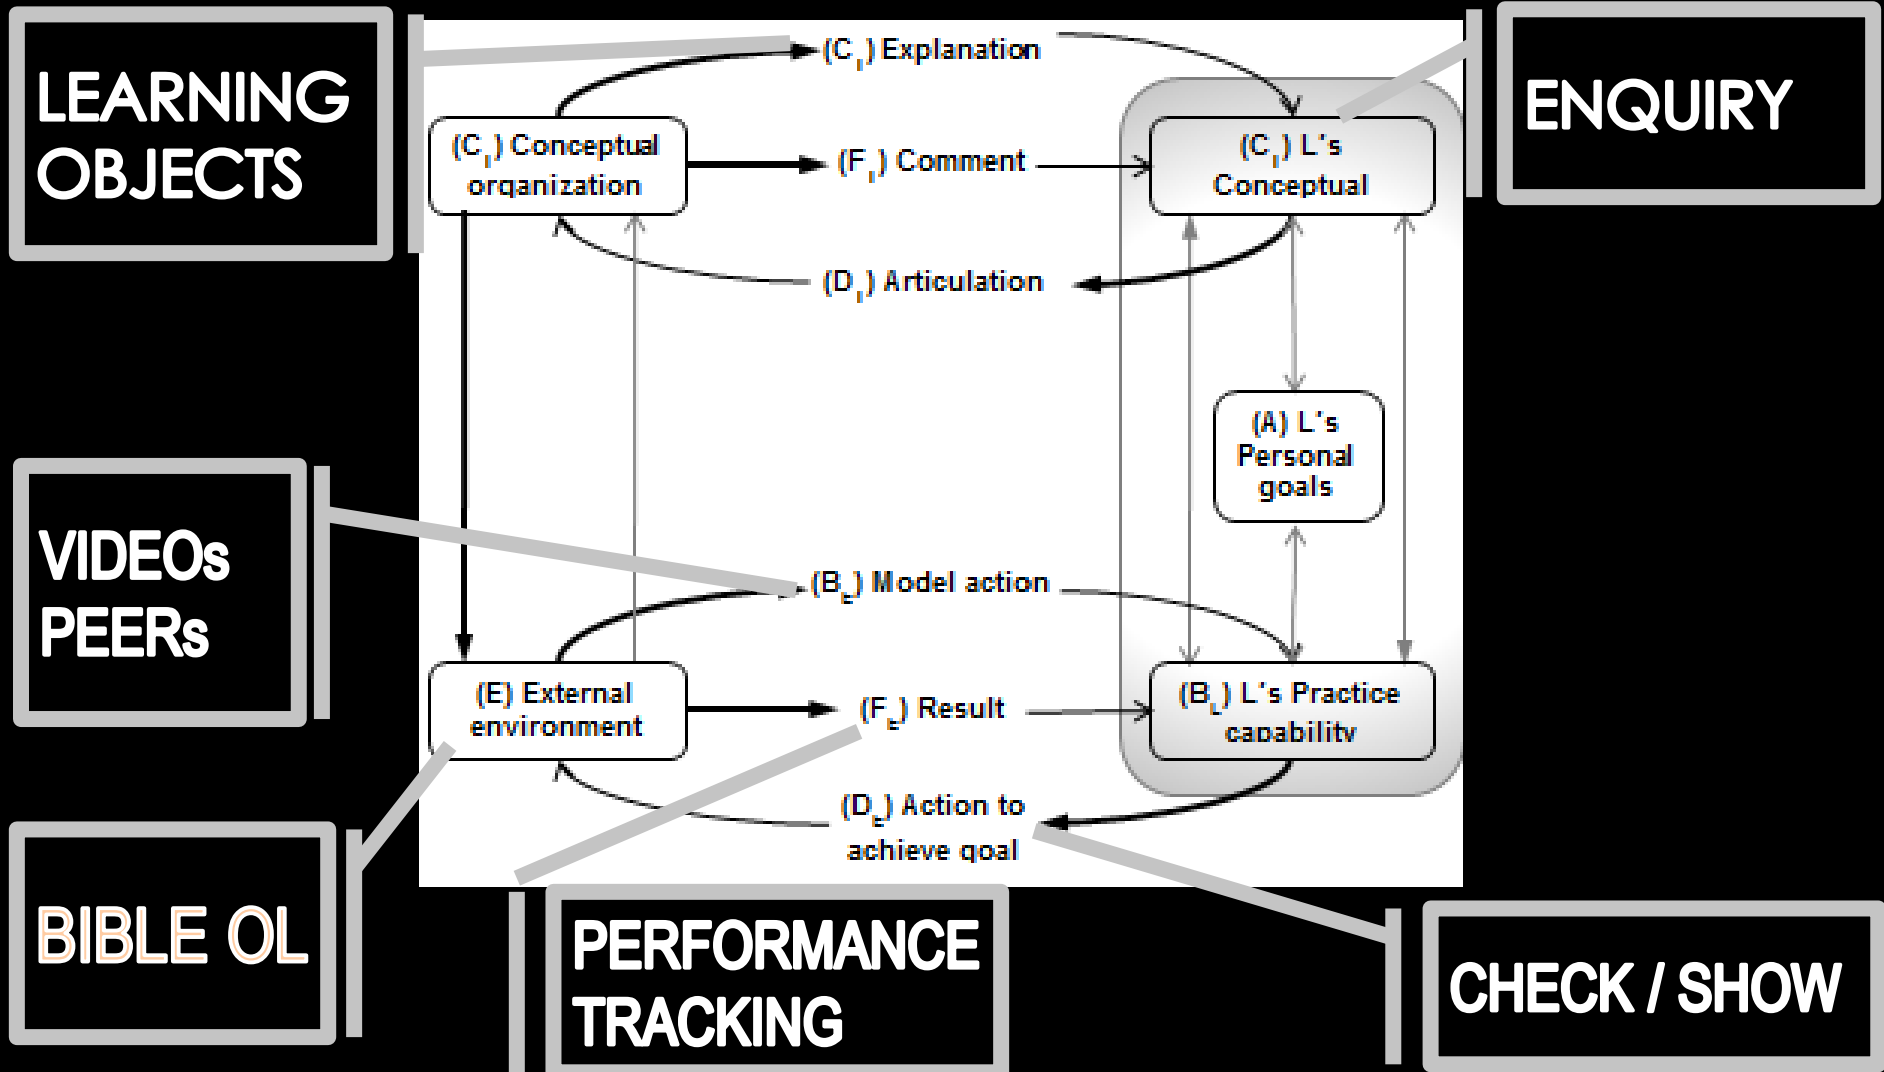 LEARNING
OBJECTS
(C_I) Explanation
ENQUIRY
(C_I) Conceptual
organization
(F_I) Comment
(C_I) L's
Conceptual
(D_I) Articulation
(A) L's
Personal
goals
VIDEOs
PEERs
(B_E) Model action
(E) External
environment
(F_E) Result
(B_L) L's Practice
capability
(D_E) Action to
achieve goal
BIBLE OL
PERFORMANCE
TRACKING
CHECK / SHOW